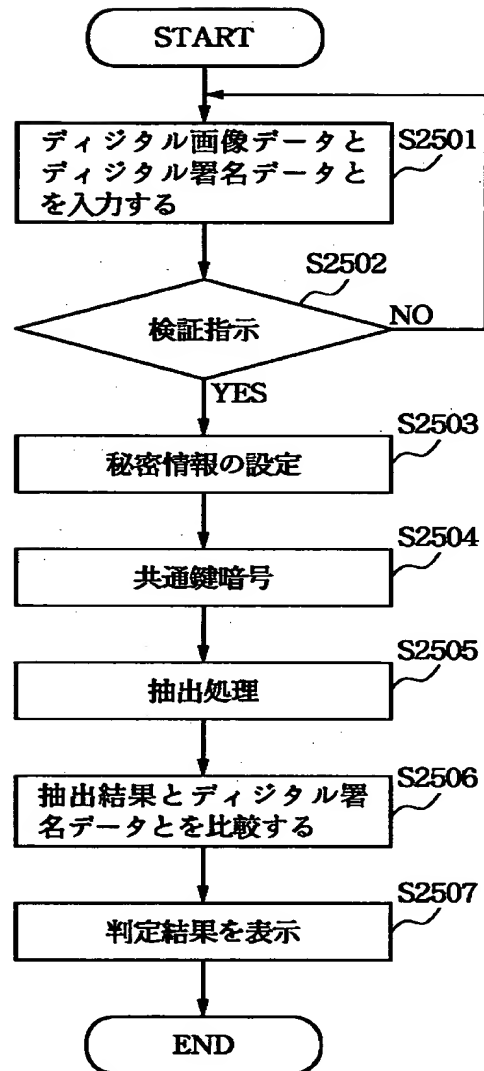 START
ディジタル画像データと
ディジタル署名データと
を入力する
S2501
S2502
検証指示
NO
YES
S2503
秘密情報の設定
S2504
共通鍵暗号
S2505
抽出処理
S2506
抽出結果とディジタル署
名データとを比較する
S2507
判定結果を表示
END